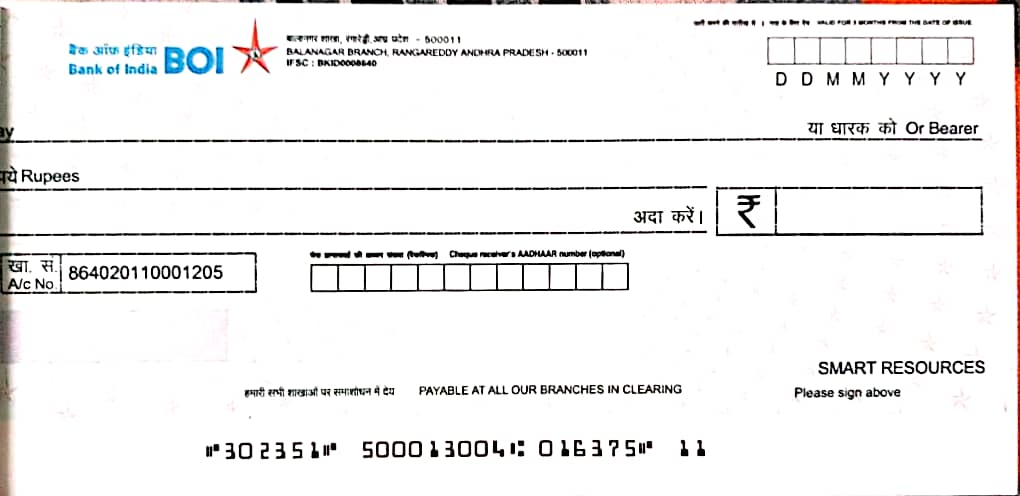 VALID FOR 3 MONTHS FROM THE DATE OF ISSUE
बैंक ऑफ इंडिया
Bank of India BOI
बालानगर शाखा, रंगारेड्डी, आंध्र प्रदेश - 500011
BALANAGAR BRANCH, RANGAREDDY ANDHRA PRADESH - 500011
IFSC : BKID0008640
D D M M Y Y Y Y
ay
या धारक को Or Bearer
पये Rupees
अदा करें। ₹
खा. सं.
A/c No. 864020110001205
Cheque receiver's AADHAAR number (optional)
SMART RESOURCES
हमारी सभी शाखाओं पर समाशोधन में देय PAYABLE AT ALL OUR BRANCHES IN CLEARING
Please sign above
⑈302351⑈ 500013004⑆ 016375⑈ 11